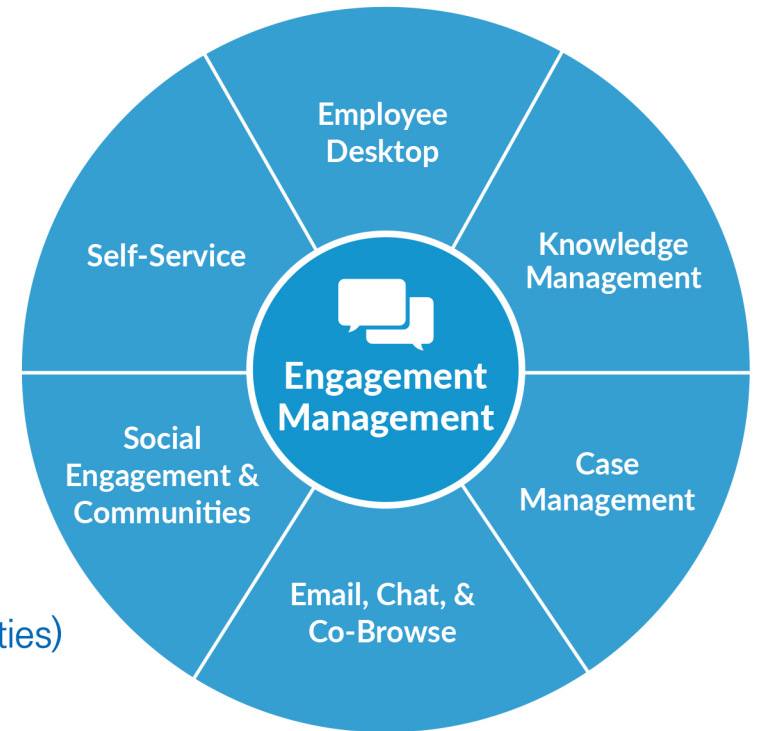 Employee
Desktop
Knowledge
Management
Self-Service
Engagement
Management
Social
Engagement &
Communities
Case
Management
Email, Chat, &
Co-Browse
ties)